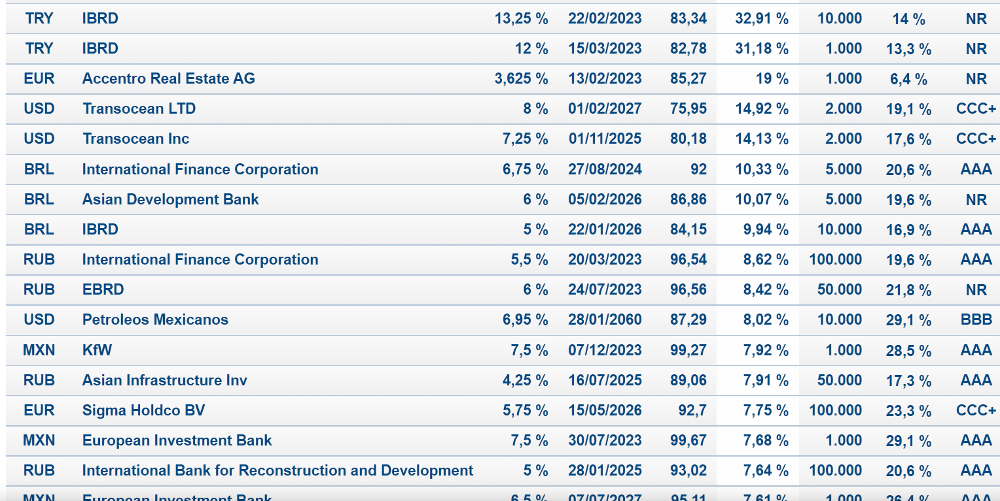 TRY IBRD 13,25 % 22/02/2023 83,34 32,91 % 10.000 14 % NR
TRY IBRD 12 % 15/03/2023 82,78 31,18 % 1.000 13,3 % NR
EUR Accentro Real Estate AG 3,625 % 13/02/2023 85,27 19 % 1.000 6,4 % NR
USD Transocean LTD 8 % 01/02/2027 75,95 14,92 % 2.000 19,1 % CCC+
USD Transocean Inc 7,25 % 01/11/2025 80,18 14,13 % 2.000 17,6 % CCC+
BRL International Finance Corporation 6,75 % 27/08/2024 92 10,33 % 5.000 20,6 % AAA
BRL Asian Development Bank 6 % 05/02/2026 86,86 10,07 % 5.000 19,6 % NR
BRL IBRD 5 % 22/01/2026 84,15 9,94 % 10.000 16,9 % AAA
RUB International Finance Corporation 5,5 % 20/03/2023 96,54 8,62 % 100.000 19,6 % AAA
RUB EBRD 6 % 24/07/2023 96,56 8,42 % 50.000 21,8 % NR
USD Petroleos Mexicanos 6,95 % 28/01/2060 87,29 8,02 % 10.000 29,1 % BBB
MXN KfW 7,5 % 07/12/2023 99,27 7,92 % 1.000 28,5 % AAA
RUB Asian Infrastructure Inv 4,25 % 16/07/2025 89,06 7,91 % 50.000 17,3 % AAA
EUR Sigma Holdco BV 5,75 % 15/05/2026 92,7 7,75 % 100.000 23,3 % CCC+
MXN European Investment Bank 7,5 % 30/07/2023 99,67 7,68 % 1.000 29,1 % AAA
RUB International Bank for Reconstruction and Development 5 % 28/01/2025 93,02 7,64 % 100.000 20,6 % AAA
MXN European Investment Bank 6,5 % 07/07/2027 95,11 7,61 % 1.000 26,4 % AAA